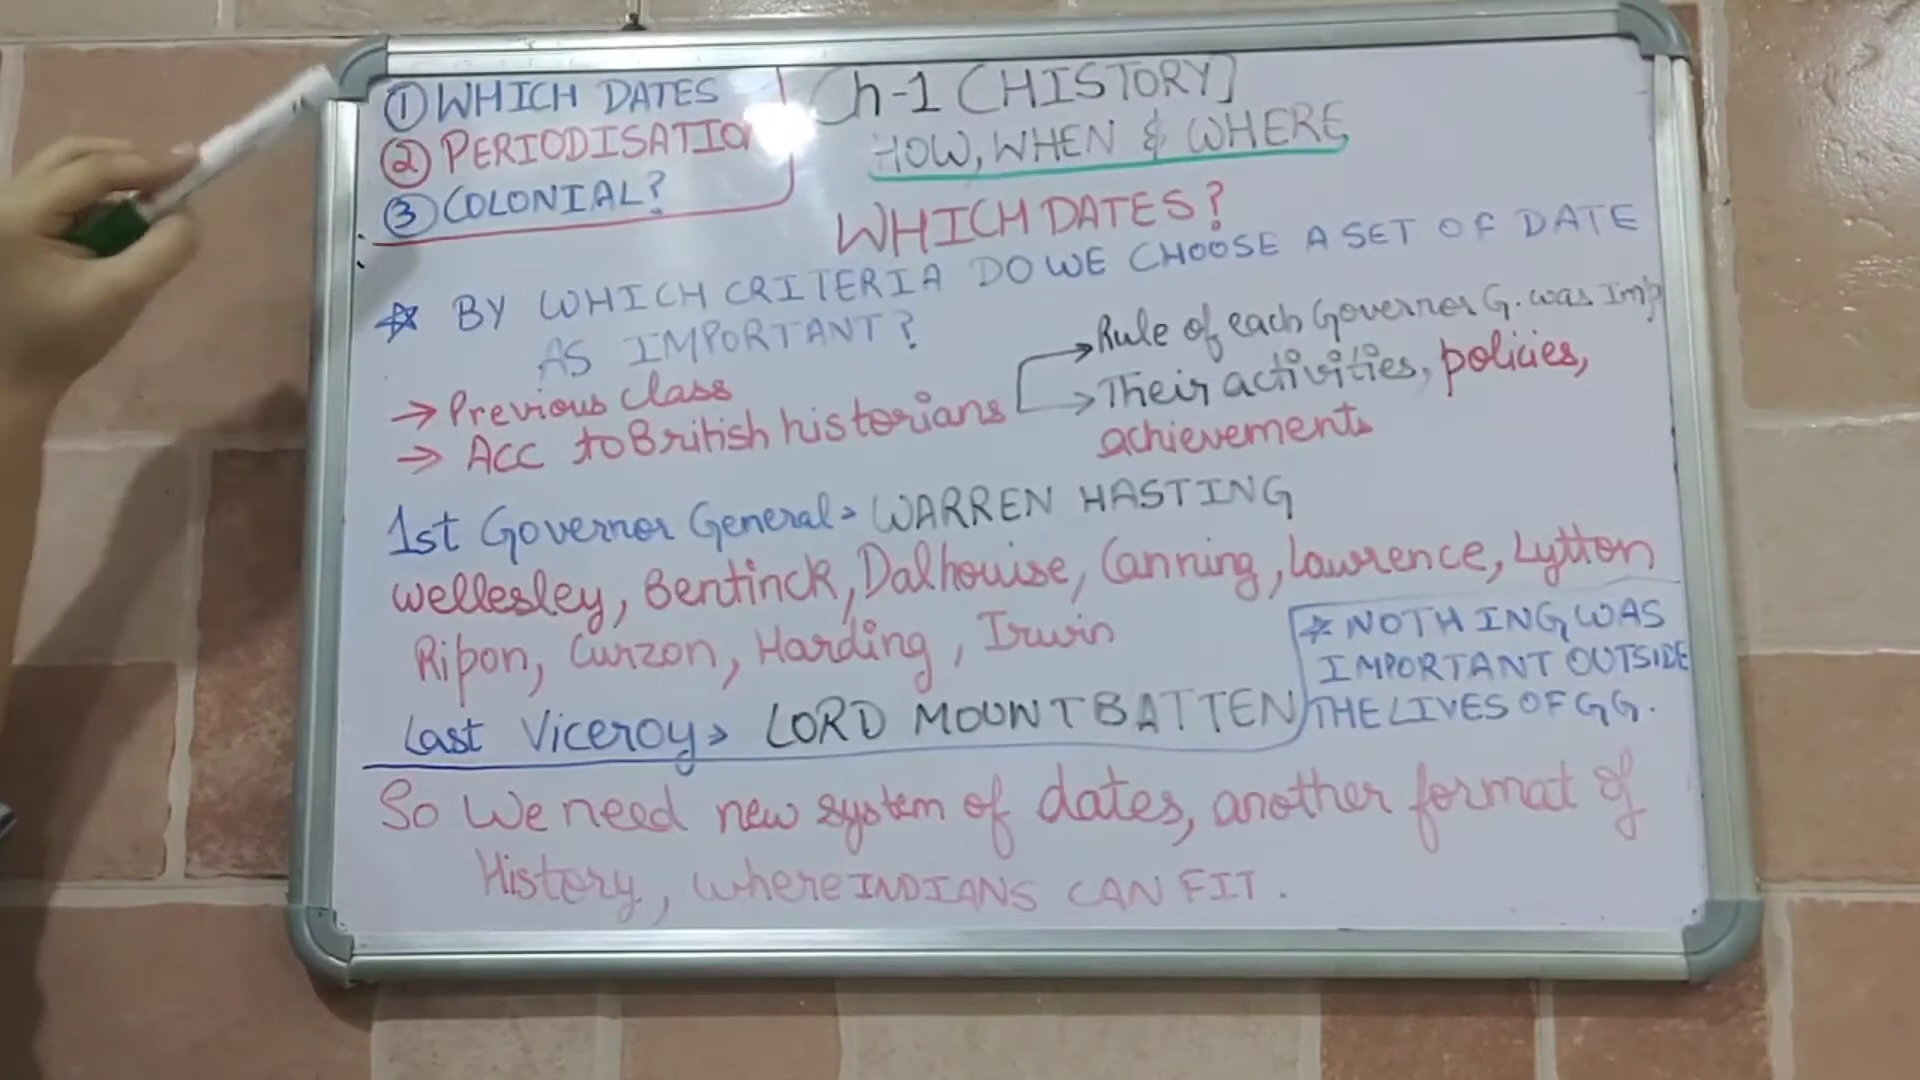 ① WHICH DATES
② PERIODISATIO
③ COLONIAL?
Ch-1 (HISTORY]
HOW, WHEN & WHERE
WHICH DATES?
☆ BY WHICH CRITERIA DO WE CHOOSE A SET OF DATE
AS IMPORTANT?
→ Previous class
→ Acc to British historians
→ Rule of each Governor G. was Imp
→ Their activities, policies,
achievements
1st Governor General → WARREN HASTING
Wellesley, Bentinck, Dalhouise, Canning, Lawrence, Lytton
Ripon, Curzon, Harding, Irwin
Last Viceroy → LORD MOUNTBATTEN
☆ NOTHING WAS
IMPORTANT OUTSIDE
THE LIVES OF GG.
So We need new system of dates, another format of
History, where INDIANS CAN FIT.